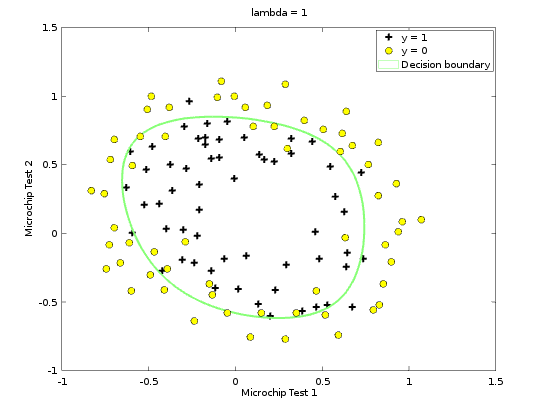 lambda = 1
1.5
y = 1
y = 0
Decision boundary
1
0.5
Microchip Test 2
0
-0.5
-1
-1
-0.5
0
0.5
1
1.5
Microchip Test 1